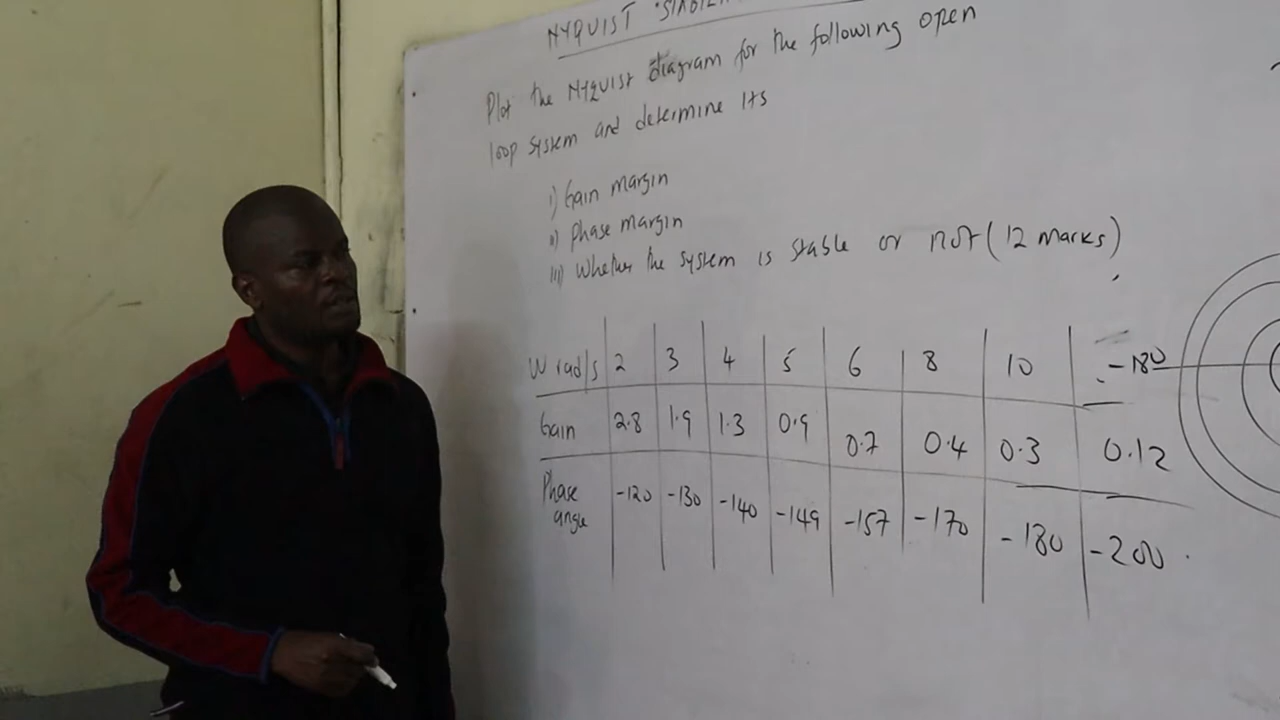 NYQUIST
Plot the NYQUIST diagram for the following open
loop system and determine its
i) Gain margin
ii) Phase margin
iii) Whether the system is stable or not (12 marks)
W rad/s 2 3 4 5 6 8 10
-180
Gain 2.8 1.9 1.3 0.9 0.7 0.4 0.3 0.12
Phase angle -120 -130 -140 -149 -157 -170 -180 -200